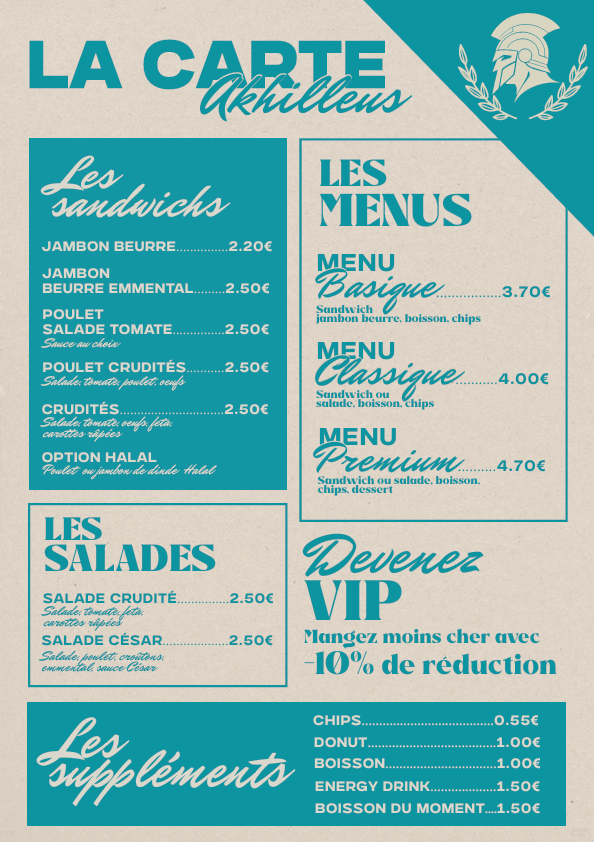 LA CARTE
Akhilleus
Les
sandwichs
JAMBON BEURRE..............2.20€
JAMBON
BEURRE EMMENTAL........2.50€
POULET
SALADE TOMATE.............2.50€
Sauce au choix
POULET CRUDITÉS..........2.50€
Salade, tomate, poulet, oeufs
CRUDITÉS...........................2.50€
Salade, tomate, oeufs, feta,
carottes râpées
OPTION HALAL
Poulet ou jambon de dinde Halal
LES
MENUS
MENU
Basique.................3.70€
Sandwich
jambon beurre, boisson, chips
MENU
Classique...........4.00€
Sandwich ou
salade, boisson, chips
MENU
Premium..........4.70€
Sandwich ou salade, boisson,
chips, dessert
LES
SALADES
SALADE CRUDITÉ..............2.50€
Salade, tomate, feta,
carottes râpées
SALADE CÉSAR.................2.50€
Salade, poulet, croûtons,
emmental, sauce César
Devenez
VIP
Mangez moins cher avec
-10% de réduction
Les
suppléments
CHIPS......................................0.55€
DONUT.....................................1.00€
BOISSON................................1.00€
ENERGY DRINK...................1.50€
BOISSON DU MOMENT....1.50€